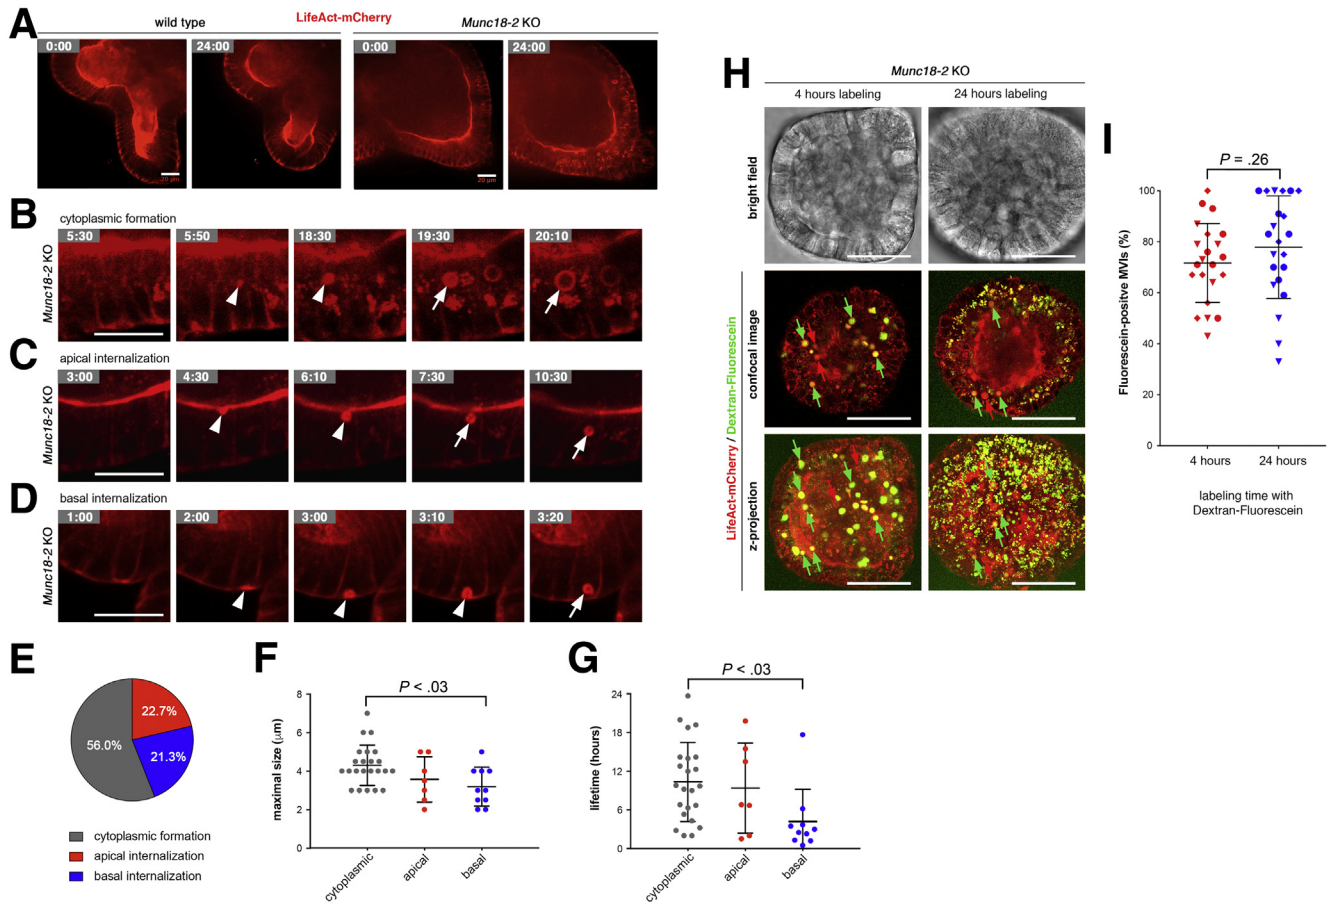 A
wild type
LifeAct-mCherry
Munc18-2 KO
0:00
24:00
0:00
24:00
20 µm
20 µm
B
cytoplasmic formation
Munc18-2 KO
5:30
5:50
18:30
19:30
20:10
C
apical internalization
Munc18-2 KO
3:00
4:30
6:10
7:30
10:30
D
basal internalization
Munc18-2 KO
1:00
2:00
3:00
3:10
3:20
E
22.7%
56.0%
21.3%
cytoplasmic formation
apical internalization
basal internalization
F
P < .03
maximal size (µm)
8
6
4
2
0
cytoplasmic
apical
basal
G
P < .03
lifetime (hours)
24
18
12
6
0
cytoplasmic
apical
basal
H
Munc18-2 KO
4 hours labeling
24 hours labeling
bright field
LifeAct-mCherry / Dextran-Fluorescein
confocal image
z-projection
I
P = .26
Fluorescein-positve MVIs (%)
100
80
60
40
20
0
4 hours
24 hours
labeling time with
Dextran-Fluorescein